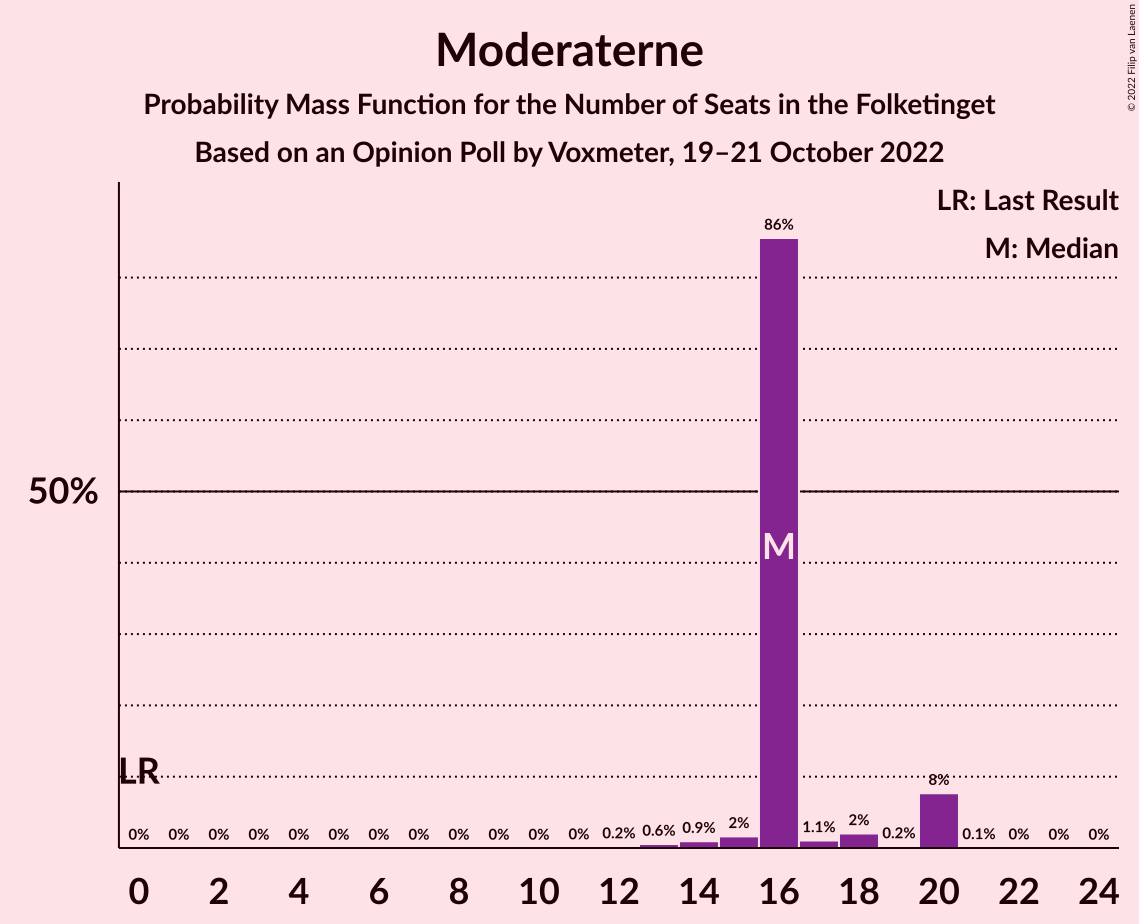 Moderaterne
Probability Mass Function for the Number of Seats in the Folketinget
Based on an Opinion Poll by Voxmeter, 19–21 October 2022
© 2022 Filip van Laenen
LR: Last Result
M: Median
86%
50%
M
LR
0% 0% 0% 0% 0% 0% 0% 0% 0% 0% 0% 0% 0.2% 0.6% 0.9% 2% 1.1% 2% 0.2% 8% 0.1% 0% 0% 0%
0 2 4 6 8 10 12 14 16 18 20 22 24